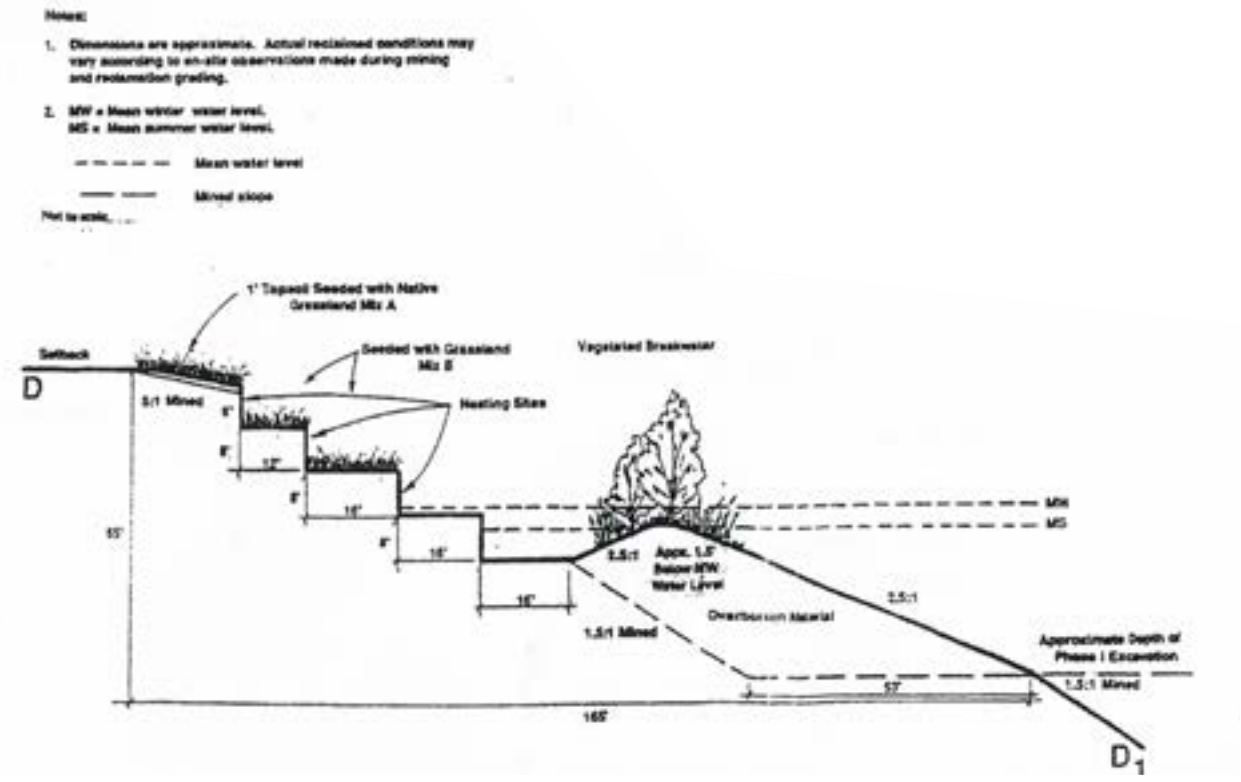 Notes:
1. Dimensions are approximate. Actual reclaimed conditions may
vary according to on-site observations made during mining
and reclamation grading.
2. MW = Mean winter water level.
MS = Mean summer water level.
Mean water level
Mined slope
Not to scale.
1' Topsoil Seeded with Native
Grassland Mix A
Setback
Seeded with Grassland
Mix B
Vegetated Breakwater
D
5:1 Mined
Nesting Sites
12'
16'
MW
MS
16'
2.5:1
Appx. 1.5'
Below MW
Water Level
16'
2.5:1
1.5:1 Mined
Overburden Material
Approximate Depth of
Phase I Excavation
1.5:1 Mined
165'
D1